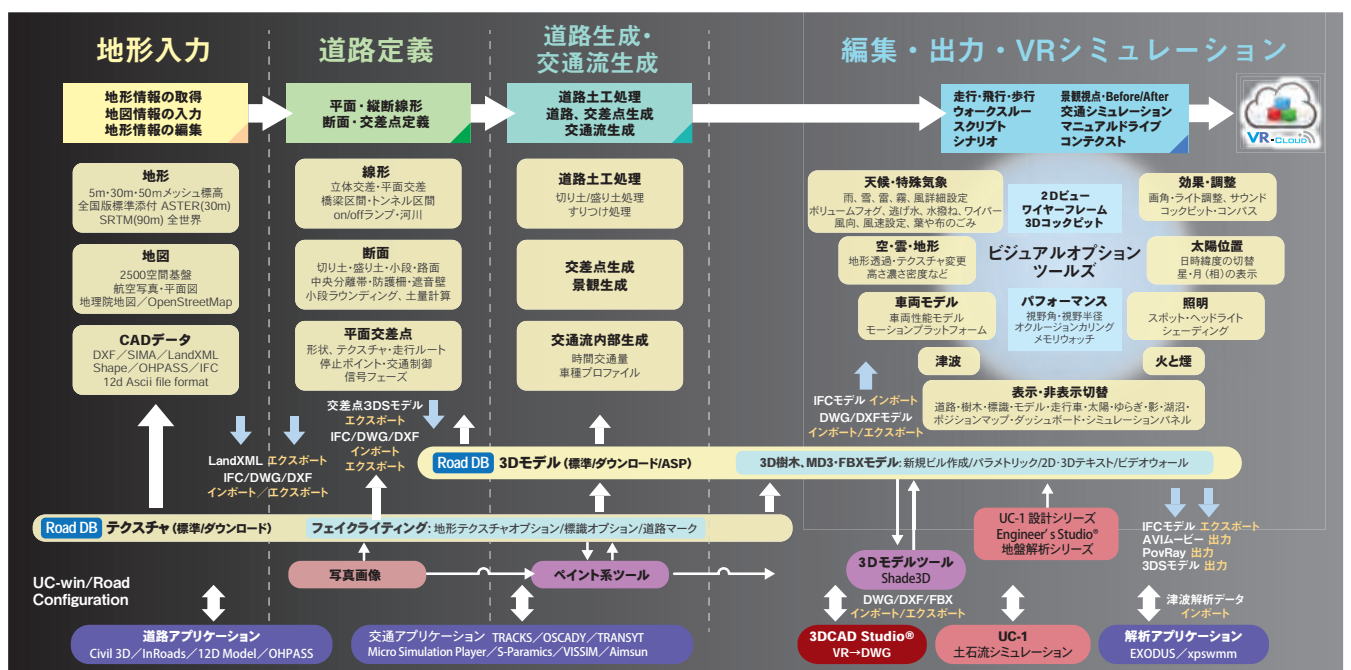 地形入力
道路定義
道路生成・
交通流生成
編集・出力・VRシミュレーション
地形情報の取得
地図情報の入力
地形情報の編集
平面・縦断線形
断面・交差点定義
道路土工処理
道路、交差点生成
交通流生成
走行・飛行・歩行
ウォークスルー
スクリプト
シナリオ
景観視点・Before/After
交通シミュレーション
マニュアルドライブ
コンテクスト
VR-CLOUD
地形
5m・30m・50mメッシュ標高
全国版標準添付 ASTER(30m)
SRTM(90m) 全世界
地図
2500空間基盤
航空写真・平面図
地理院地図／OpenStreetMap
CADデータ
DXF／SIMA／LandXML
Shape／OHPASS／IFC
12d Ascii file format
線形
立体交差・平面交差
橋梁区間・トンネル区間
on/offランプ・河川
断面
切り土・盛り土・小段・路面
中央分離帯・防護柵・遮音壁
小段ラウンディング、土量計算
平面交差点
形状、テクスチャ・走行ルート
停止ポイント・交通制御
信号フェーズ
道路土工処理
切り土/盛り土処理
すりつけ処理
交差点生成
景観生成
交通流内部生成
時間交通量
車種プロファイル
天候・特殊気象
雨、雪、雷、霧、風詳細設定
ボリュームフォグ、逃げ水、水撥ね、ワイパー
風向、風速設定、葉や布のごみ
2Dビュー
ワイヤーフレーム
3Dコックピット
効果・調整
画角・ライト調整、サウンド
コックピット・コンパス
空・雲・地形
地形透過・テクスチャ変更
高さ濃さ密度など
ビジュアルオプション
ツールズ
太陽位置
日時緯度の切替
星・月（相）の表示
車両モデル
車両性能モデル
モーションプラットフォーム
パフォーマンス
視野角・視野半径
オクルージョンカリング
メモリウォッチ
照明
スポット・ヘッドライト
シェーディング
津波
火と煙
表示・非表示切替
道路・樹木・標識・モデル・走行車・太陽・ゆらぎ・影・湖沼・
ポジションマップ・ダッシュボード・シミュレーションパネル
IFCモデル インポート
DWG/DXFモデル
インポート/エクスポート
交差点3DSモデル
エクスポート
IFC/DWG/DXF
インポート
エクスポート
LandXML エクスポート
IFC/DWG/DXF
インポート／エクスポート
Road DB 3Dモデル（標準/ダウンロード/ASP）
3D樹木、MD3・FBXモデル：新規ビル作成/パラメトリック/2D・3Dテキスト/ビデオウォール
Road DB テクスチャ（標準/ダウンロード）
フェイクライティング：地形テクスチャオプション/標識オプション/道路マーク
UC-1 設計シリーズ
Engineer's Studio®
地盤解析シリーズ
IFCモデル エクスポート
AVIムービー 出力
PovRay 出力
3DSモデル 出力
写真画像
ペイント系ツール
3Dモデルツール
Shade3D
UC-win/Road
Configuration
DWG/DXF/FBX
インポート/エクスポート
津波解析データ
インポート
道路アプリケーション
Civil 3D／InRoads／12D Model／OHPASS
交通アプリケーション TRACKS／OSCADY／TRANSYT
Micro Simulation Player／S-Paramics／VISSIM／Aimsun
3DCAD Studio®
VR→DWG
UC-1
土石流シミュレーション
解析アプリケーション
EXODUS／xpswmm